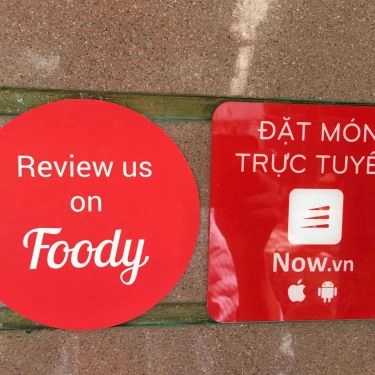 Review us
on
Foody
ĐẶT MÓN
TRỰC TUYẾ
Now.vn